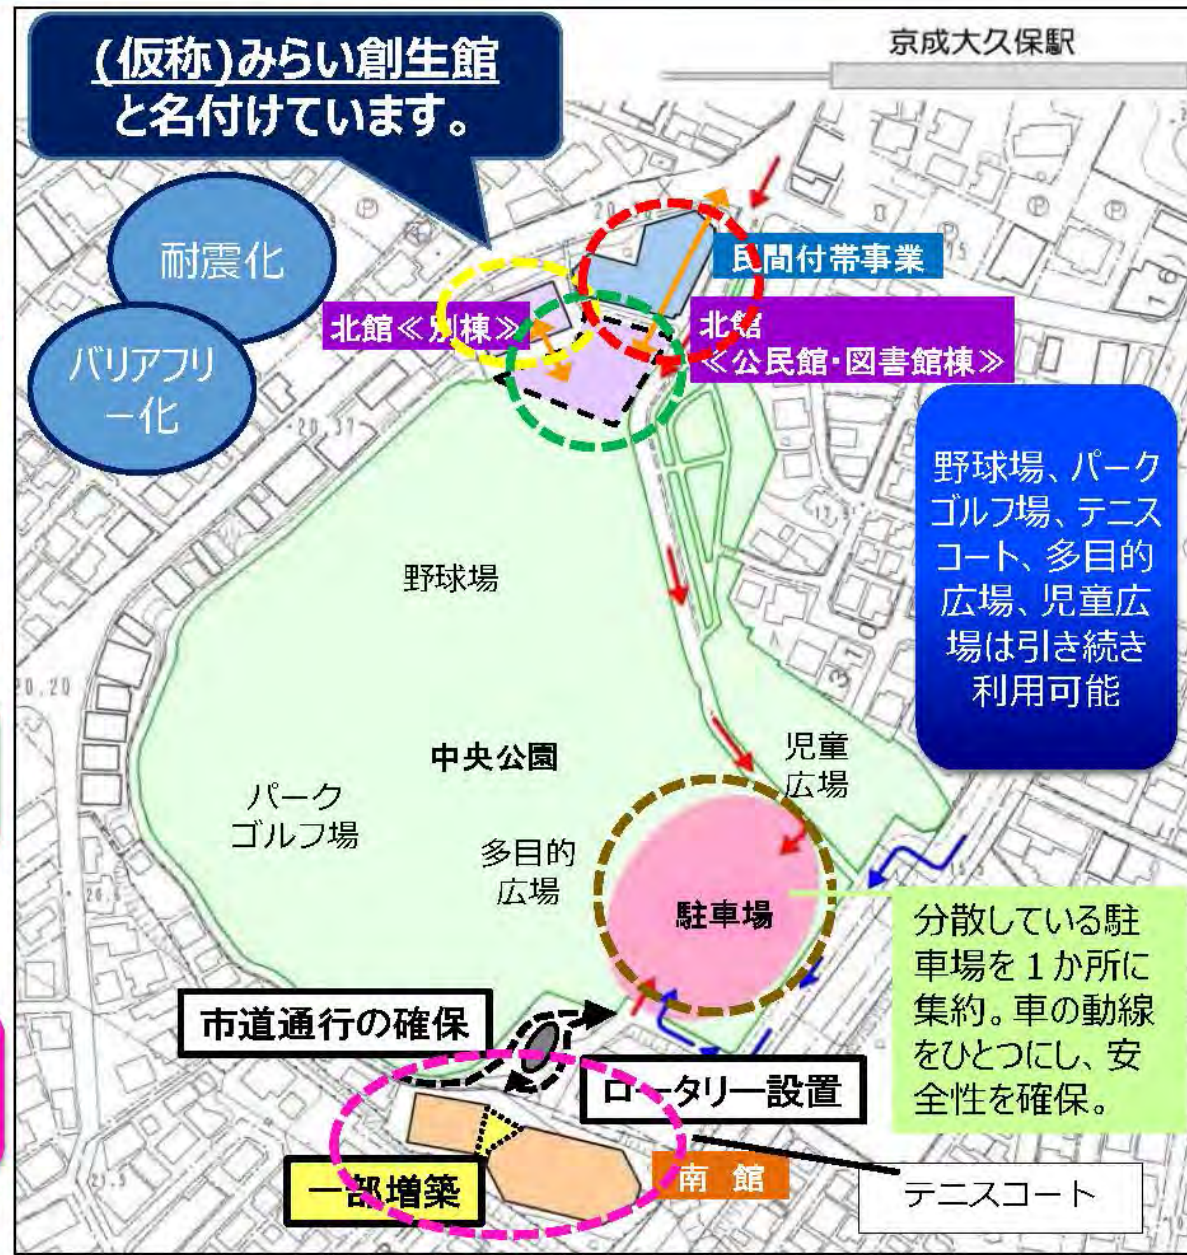 京成大久保駅
(仮称)みらい創生館
と名付けています。
耐震化
バリアフリ
ー化
民間付帯事業
北館≪別棟≫
北館
≪公民館・図書館棟≫
野球場、パーク
ゴルフ場、テニス
コート、多目的
広場、児童広
場は引き続き
利用可能
野球場
20.37
20.20
中央公園
児童
広場
パーク
ゴルフ場
多目的
広場
駐車場
分散している駐
車場を1か所に
集約。車の動線
をひとつにし、安
全性を確保。
市道通行の確保
ロータリー設置
一部増築
南館
テニスコート